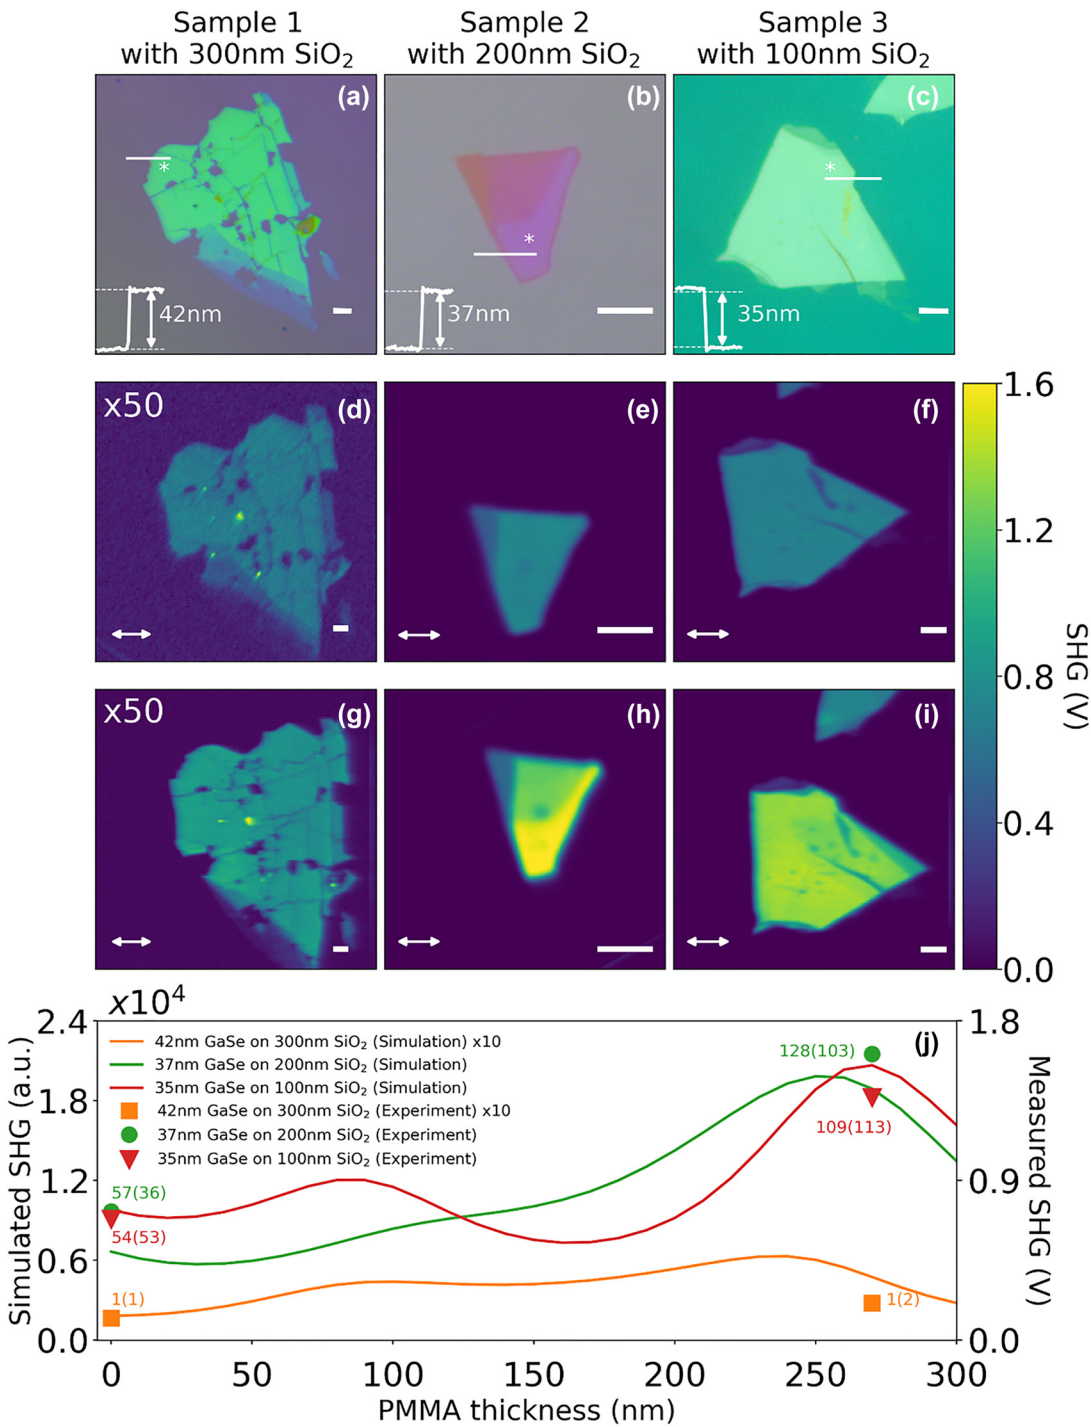 Sample 1
with 300nm SiO₂
Sample 2
with 200nm SiO₂
Sample 3
with 100nm SiO₂
(a)
*
42nm
(b)
*
37nm
(c)
*
35nm
x50
(d)
(e)
(f)
x50
(g)
(h)
(i)
1.6
1.2
0.8
0.4
0.0
SHG (V)
x10⁴
2.4
1.8
1.2
0.6
0.0
Simulated SHG (a.u.)
42nm GaSe on 300nm SiO₂ (Simulation) x10
37nm GaSe on 200nm SiO₂ (Simulation)
35nm GaSe on 100nm SiO₂ (Simulation)
42nm GaSe on 300nm SiO₂ (Experiment) x10
37nm GaSe on 200nm SiO₂ (Experiment)
35nm GaSe on 100nm SiO₂ (Experiment)
(j)
128(103)
109(113)
57(36)
54(53)
1(1)
1(2)
1.8
0.9
0.0
Measured SHG (V)
0 50 100 150 200 250 300
PMMA thickness (nm)